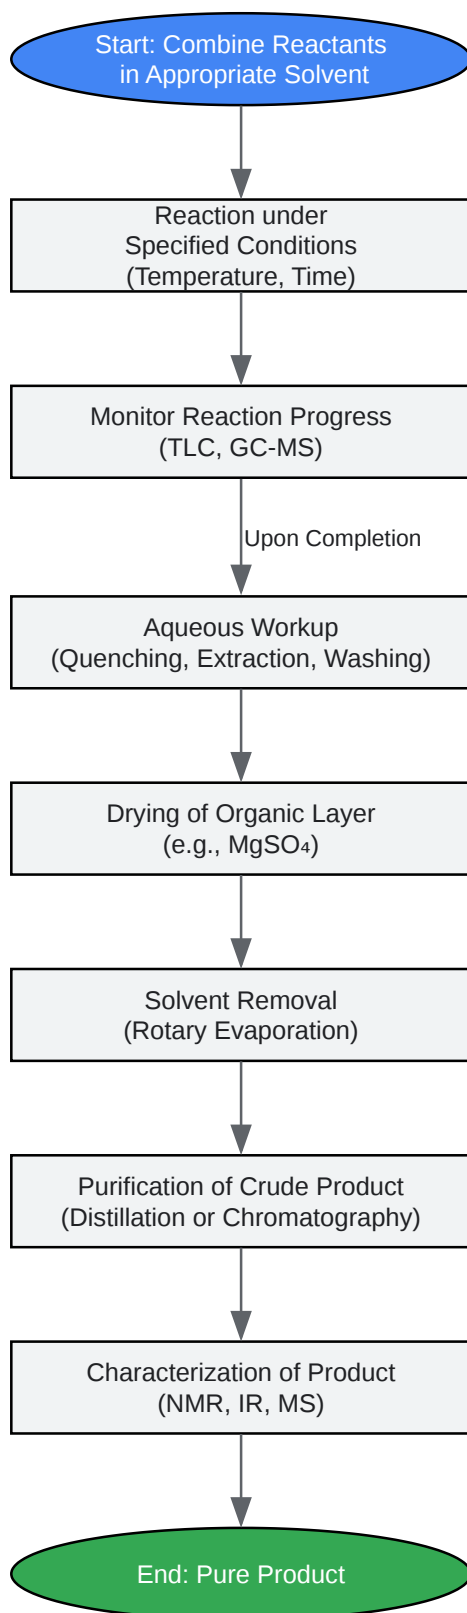 Start: Combine Reactants
in Appropriate Solvent
Reaction under
Specified Conditions
(Temperature, Time)
Monitor Reaction Progress
(TLC, GC-MS)
Upon Completion
Aqueous Workup
(Quenching, Extraction, Washing)
Drying of Organic Layer
(e.g., MgSO₄)
Solvent Removal
(Rotary Evaporation)
Purification of Crude Product
(Distillation or Chromatography)
Characterization of Product
(NMR, IR, MS)
End: Pure Product